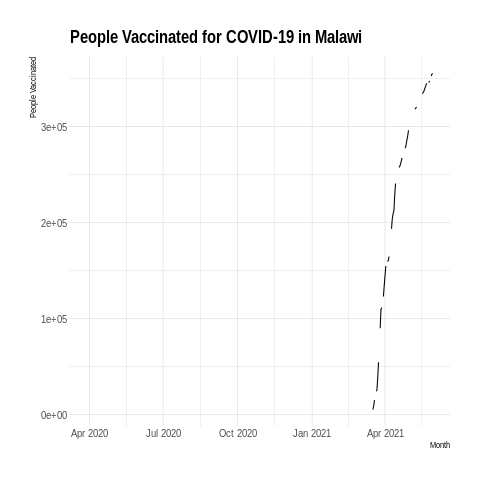 People Vaccinated for COVID-19 in Malawi
People Vaccinated
3e+05
2e+05
1e+05
0e+00
Apr 2020 Jul 2020 Oct 2020 Jan 2021 Apr 2021
Month